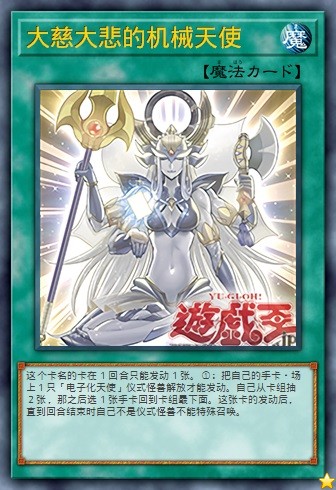 大慈大悲的机械天使
魔
【魔法カード】
YU-GI-OH!
遊戯王
这个卡名的卡在1回合只能发动1张。①：把自己的手卡·场
上1只「电子化天使」仪式怪兽解放才能发动。自己从卡组抽
2张，那之后选1张手卡回到卡组最下面。这张卡的发动后，
直到回合结束时自己不是仪式怪兽不能特殊召唤。